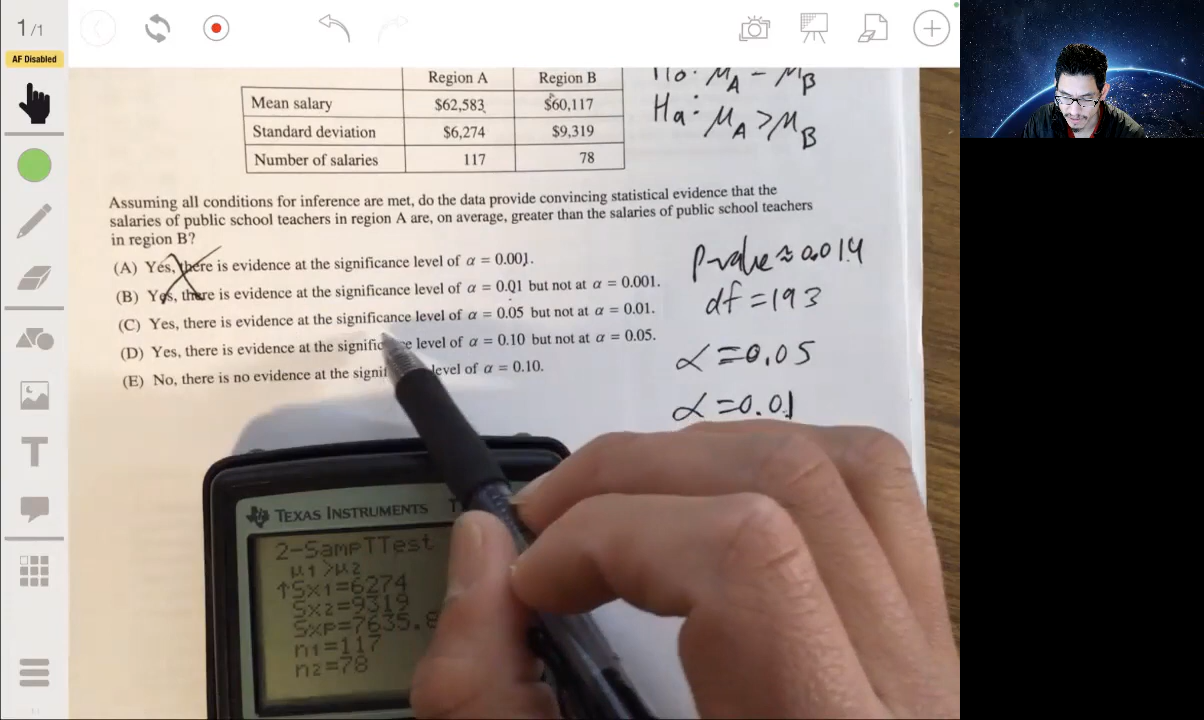 1/1
AF Disabled
T
Region A Region B
Mean salary $62,583 $60,117
Standard deviation $6,274 $9,319
Number of salaries 117 78
Ho: μA - μB
Ha: μA > μB
Assuming all conditions for inference are met, do the data provide convincing statistical evidence that the
salaries of public school teachers in region A are, on average, greater than the salaries of public school teachers
in region B?
(A) Yes, there is evidence at the significance level of α = 0.001.
(B) Yes, there is evidence at the significance level of α = 0.01 but not at α = 0.001.
(C) Yes, there is evidence at the significance level of α = 0.05 but not at α = 0.01.
(D) Yes, there is evidence at the signific e level of α = 0.10 but not at α = 0.05.
(E) No, there is no evidence at the signif level of α = 0.10.
p-value ≈ 0.014
df = 193
α = 0.05
α = 0.01
TEXAS INSTRUMENTS T
2-SampTTest
μ1>μ2
↑Sx1=6274
Sx2=9319
Sxp=7635.8
n1=117
n2=78